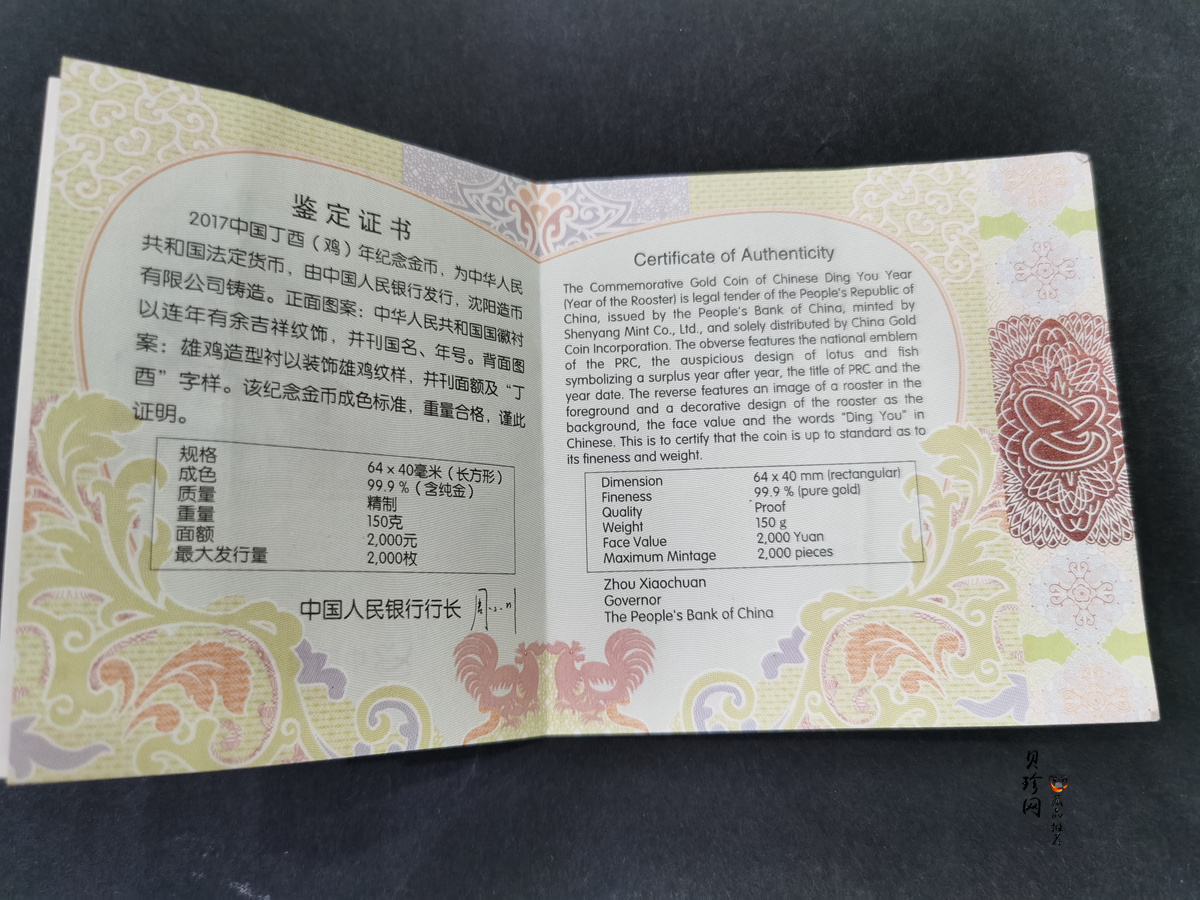 鉴定证书
2017中国丁酉（鸡）年纪念金币，为中华人民
共和国法定货币，由中国人民银行发行，沈阳造币
有限公司铸造。正面图案：中华人民共和国国徽衬
以连年有余吉祥纹饰，并刊国名、年号。背面图
案：雄鸡造型衬以装饰雄鸡纹样，并刊面额及“丁
酉”字样。该纪念金币成色标准，重量合格，谨此
证明。
规格 64 x 40毫米（长方形）
成色 99.9 %（含纯金）
质量 精制
重量 150克
面额 2,000元
最大发行量 2,000枚
中国人民银行行长
Certificate of Authenticity
The Commemorative Gold Coin of Chinese Ding You Year
(Year of the Rooster) is legal tender of the People's Republic of
China, issued by the People's Bank of China, minted by
Shenyang Mint Co., Ltd., and solely distributed by China Gold
Coin Incorporation. The obverse features the national emblem
of the PRC, the auspicious design of lotus and fish
symbolizing a surplus year after year, the title of PRC and the
year date. The reverse features an image of a rooster in the
foreground and a decorative design of the rooster as the
background, the face value and the words "Ding You" in
Chinese. This is to certify that the coin is up to standard as to
its fineness and weight.
Dimension 64 x 40 mm (rectangular)
Fineness 99.9 % (pure gold)
Quality Proof
Weight 150 g
Face Value 2,000 Yuan
Maximum Mintage 2,000 pieces
Zhou Xiaochuan
Governor
The People's Bank of China
贝珍网